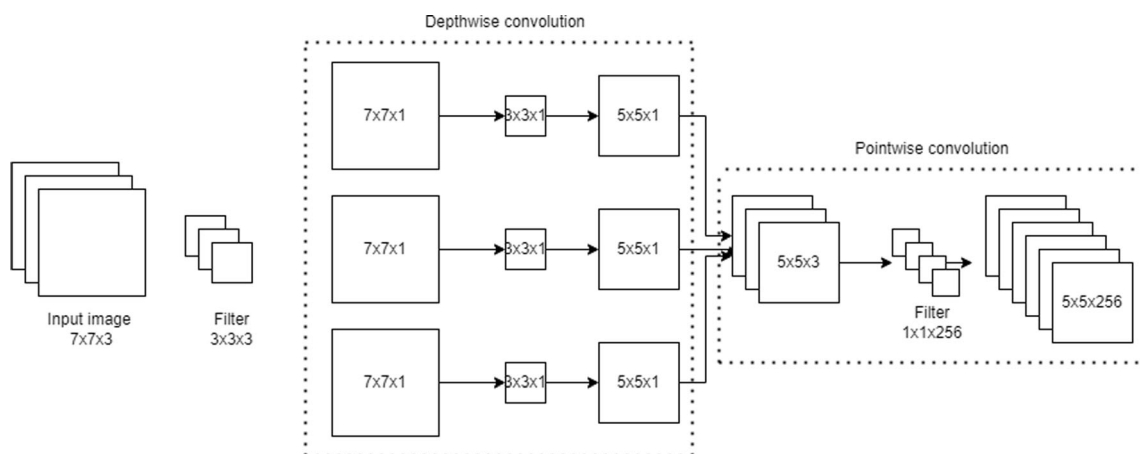 Depthwise convolution
7x7x1
3x3x1
5x5x1
Pointwise convolution
7x7x1
3x3x1
5x5x1
5x5x3
5x5x256
Input image
7x7x3
Filter
3x3x3
Filter
1x1x256
7x7x1
3x3x1
5x5x1